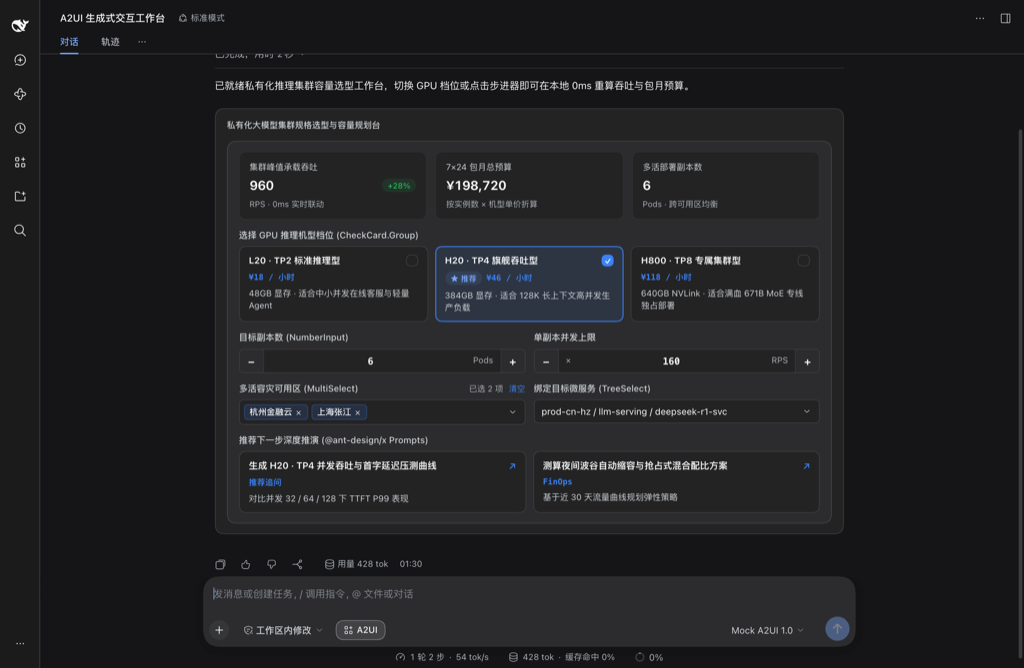 A2UI 生成式交互工作台 标准模式
对话 轨迹 ...
已完成，用时 2 秒
已就绪私有化推理集群容量选型工作台，切换 GPU 档位或点击步进器即可在本地 0ms 重算吞吐与包月预算。
私有化大模型集群规格选型与容量规划台
集群峰值承载吞吐
960 +28%
RPS · 0ms 实时联动
7×24 包月总预算
¥198,720
按实例数 × 机型单价折算
多活部署副本数
6
Pods · 跨可用区均衡
选择 GPU 推理机型档位 (CheckCard.Group)
L20 · TP2 标准推理型
¥18 / 小时
48GB 显存 · 适合中小并发在线客服与轻量
Agent
H20 · TP4 旗舰吞吐型
★ 推荐 ¥46 / 小时
384GB 显存 · 适合 128K 长上下文高并发生
产负载
H800 · TP8 专属集群型
¥118 / 小时
640GB NVLink · 适合满血 671B MoE 专线
独占部署
目标副本数 (NumberInput)
− 6 Pods +
单副本并发上限
− × 160 RPS +
多活容灾可用区 (MultiSelect) 已选 2 项 清空
杭州金融云 × 上海张江 ×
绑定目标微服务 (TreeSelect)
prod-cn-hz / llm-serving / deepseek-r1-svc
推荐下一步深度推演 (@ant-design/x Prompts)
生成 H20 · TP4 并发吞吐与首字延迟压测曲线
推荐追问
对比并发 32 / 64 / 128 下 TTFT P99 表现
测算夜间波谷自动缩容与抢占式混合配比方案
FinOps
基于近 30 天流量曲线规划弹性策略
用量 428 tok 01:30
发消息或创建任务, / 调用指令, @ 文件或对话
+ 工作区内修改 A2UI Mock A2UI 1.0
1 轮 2 步 · 54 tok/s 428 tok · 缓存命中 0% 0%